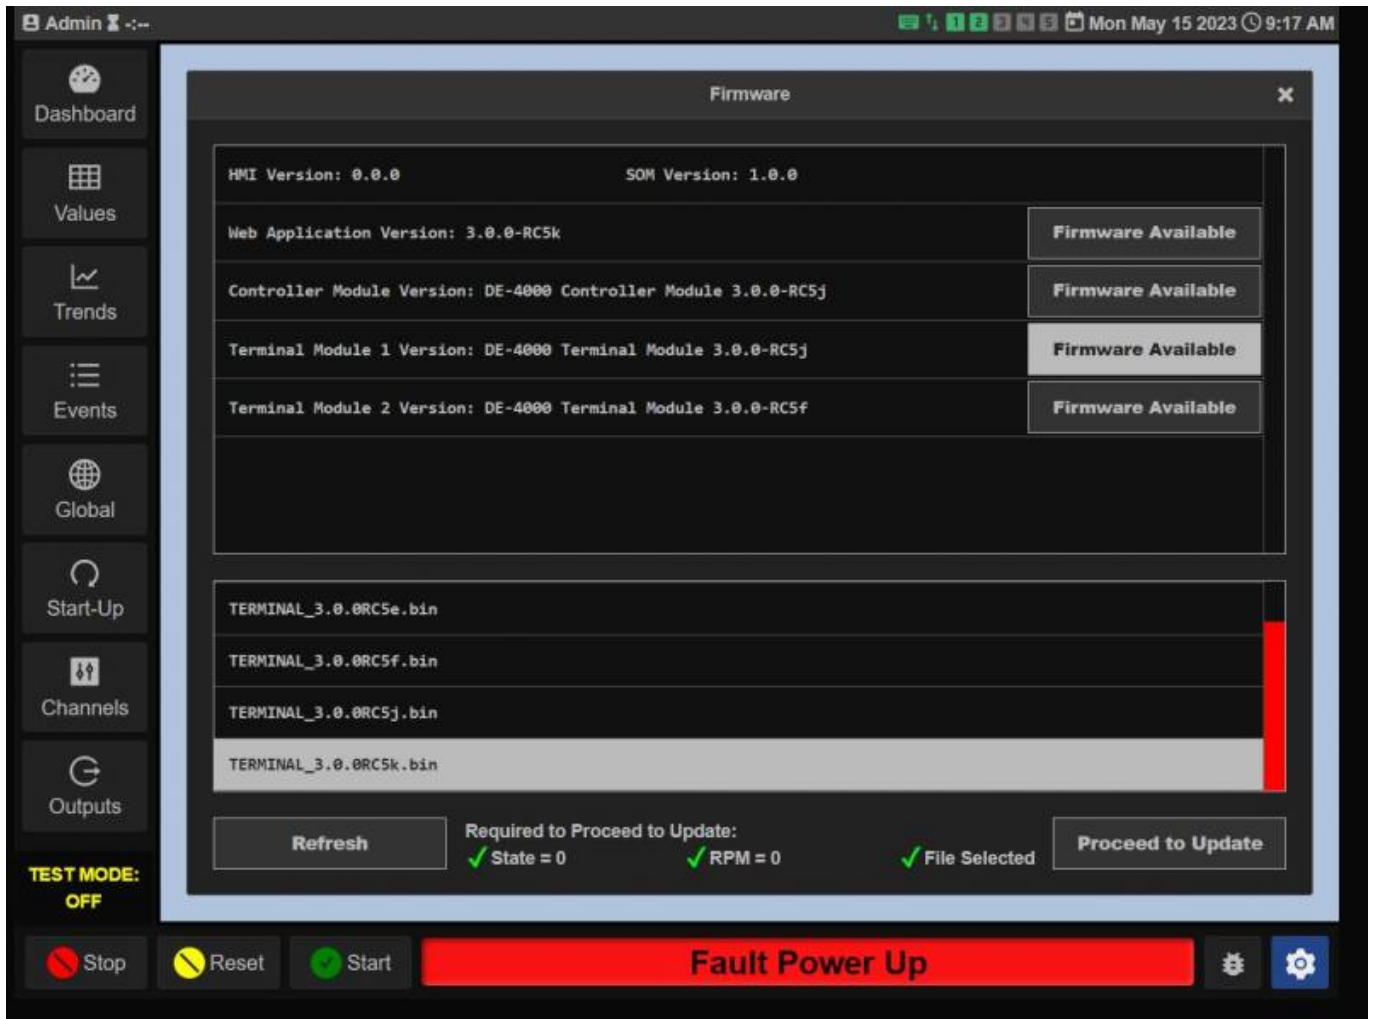 Admin -:-- 1 2 3 4 5 Mon May 15 2023 9:17 AM
Dashboard
Values
Trends
Events
Global
Start-Up
Channels
Outputs
TEST MODE:
OFF
Firmware
HMI Version: 0.0.0 SOM Version: 1.0.0
Web Application Version: 3.0.0-RC5k Firmware Available
Controller Module Version: DE-4000 Controller Module 3.0.0-RC5j Firmware Available
Terminal Module 1 Version: DE-4000 Terminal Module 3.0.0-RC5j Firmware Available
Terminal Module 2 Version: DE-4000 Terminal Module 3.0.0-RC5f Firmware Available
TERMINAL_3.0.0RC5e.bin
TERMINAL_3.0.0RC5f.bin
TERMINAL_3.0.0RC5j.bin
TERMINAL_3.0.0RC5k.bin
Refresh
Required to Proceed to Update:
State = 0 RPM = 0 File Selected
Proceed to Update
Stop Reset Start Fault Power Up